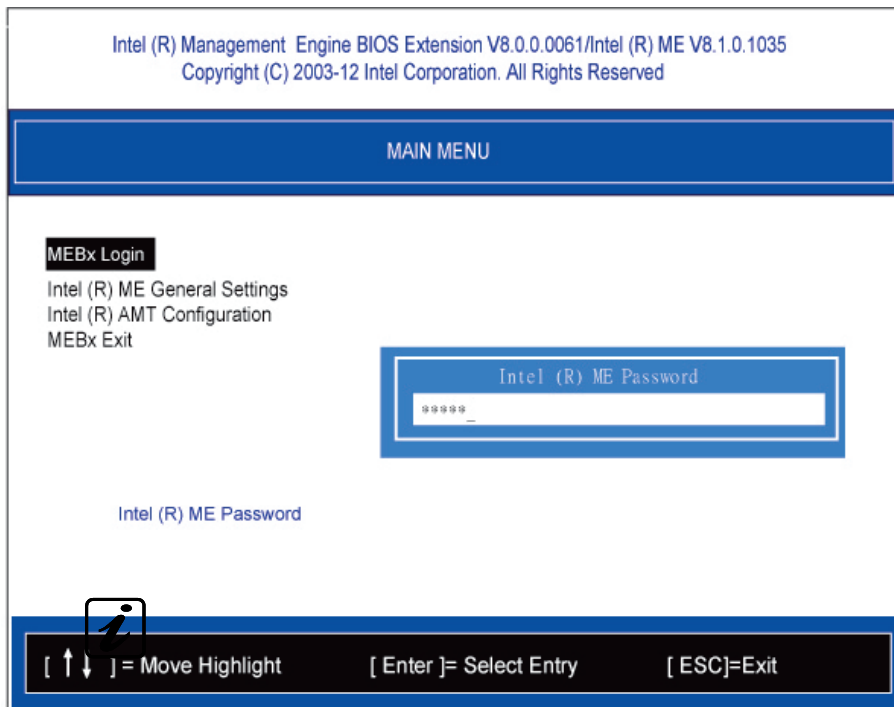 Intel (R) Management Engine BIOS Extension V8.0.0.0061/Intel (R) ME V8.1.0.1035
Copyright (C) 2003-12 Intel Corporation. All Rights Reserved
MAIN MENU
MEBx Login
Intel (R) ME General Settings
Intel (R) AMT Configuration
MEBx Exit
Intel (R) ME Password
*****_
Intel (R) ME Password
i
[ ↑↓ ] = Move Highlight [ Enter ]= Select Entry [ ESC]=Exit